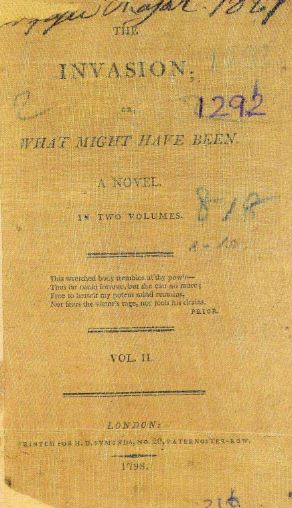 THE
INVASION;
OR,
WHAT MIGHT HAVE BEEN.
A NOVEL.
IN TWO VOLUMES.
1292
This wretched body trembles at thy pow'r—
Thus far could fortune, but she can no more;
Free to herself my potent mind remains,
Nor fears the victor's rage, nor feels his chains.
PRIOR.
VOL. II.
LONDON:
PRINTED FOR H. D. SYMONDS, NO. 20, PATERNOSTER-ROW.
1798.